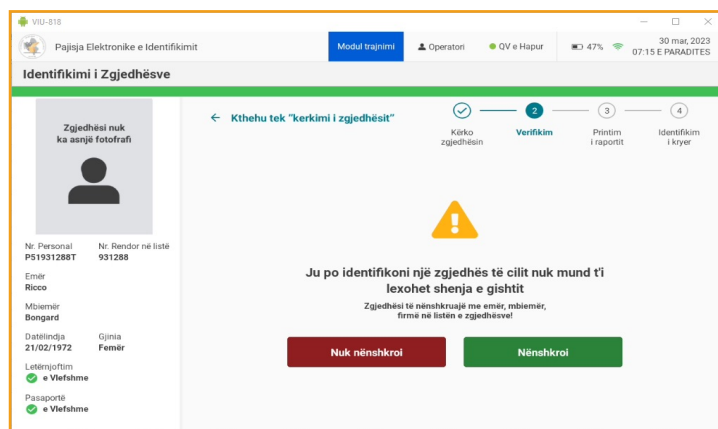 VIU-818
Pajisja Elektronike e Identifikimit
Modul trajnimi
Operatori
QV e Hapur
47%
30 mar, 2023
07:15 E PARADITES
Identifikimi i Zgjedhësve
Zgjedhësi nuk
ka asnjë fotofrafi
Nr. Personal
P51931288T
Nr. Rendor në listë
931288
Emër
Ricco
Mbiemër
Bongard
Datëlindja
21/02/1972
Gjinia
Femër
Letërnjoftim
e Vlefshme
Pasaportë
e Vlefshme
← Kthehu tek "kerkimi i zgjedhësit"
Kërko
zgjedhësin
2
Verifikim
3
Printim
i raportit
4
Identifikim
i kryer
Ju po identifikoni një zgjedhës të cilit nuk mund t'i
lexohet shenja e gishtit
Zgjedhësi të nënshkruajë me emër, mbiemër,
firmë në listën e zgjedhësve!
Nuk nënshkroi
Nënshkroi